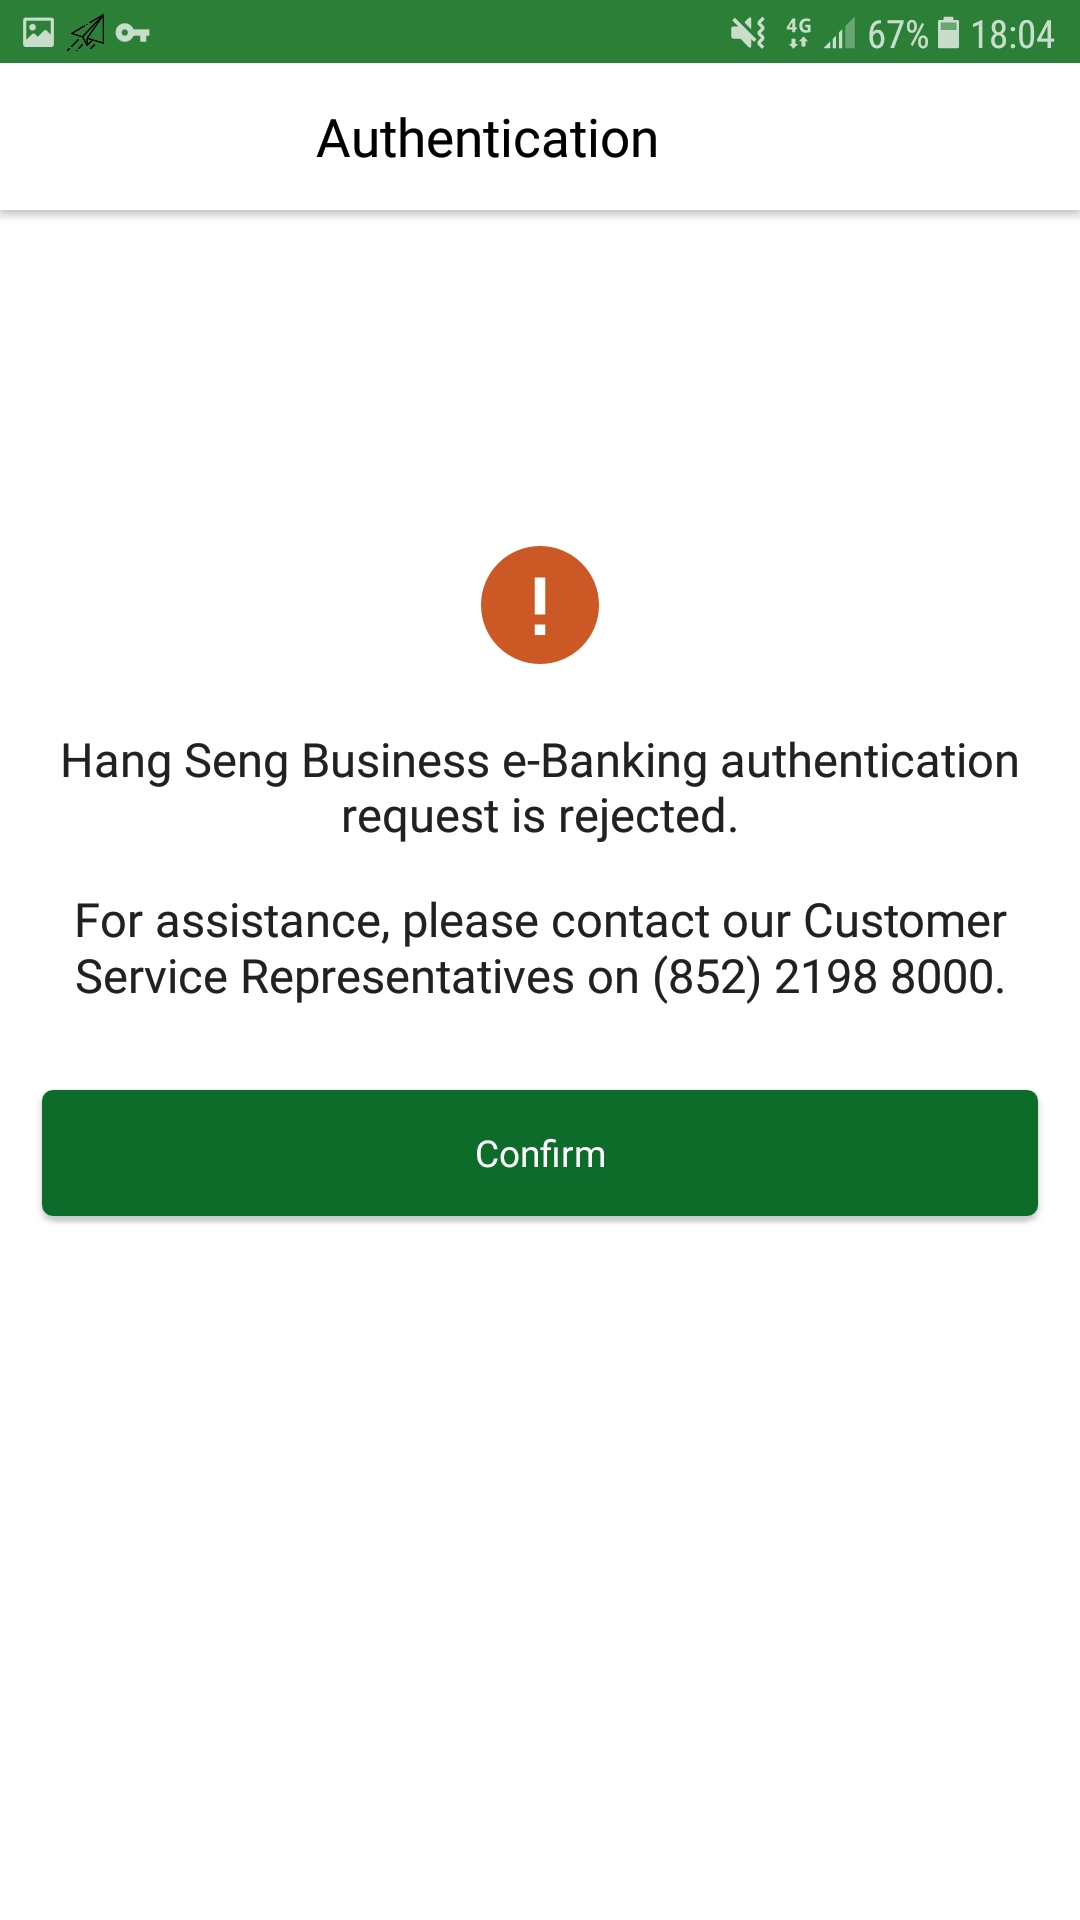 4G 67% 18:04
Authentication
Hang Seng Business e-Banking authentication
request is rejected.
For assistance, please contact our Customer
Service Representatives on (852) 2198 8000.
Confirm